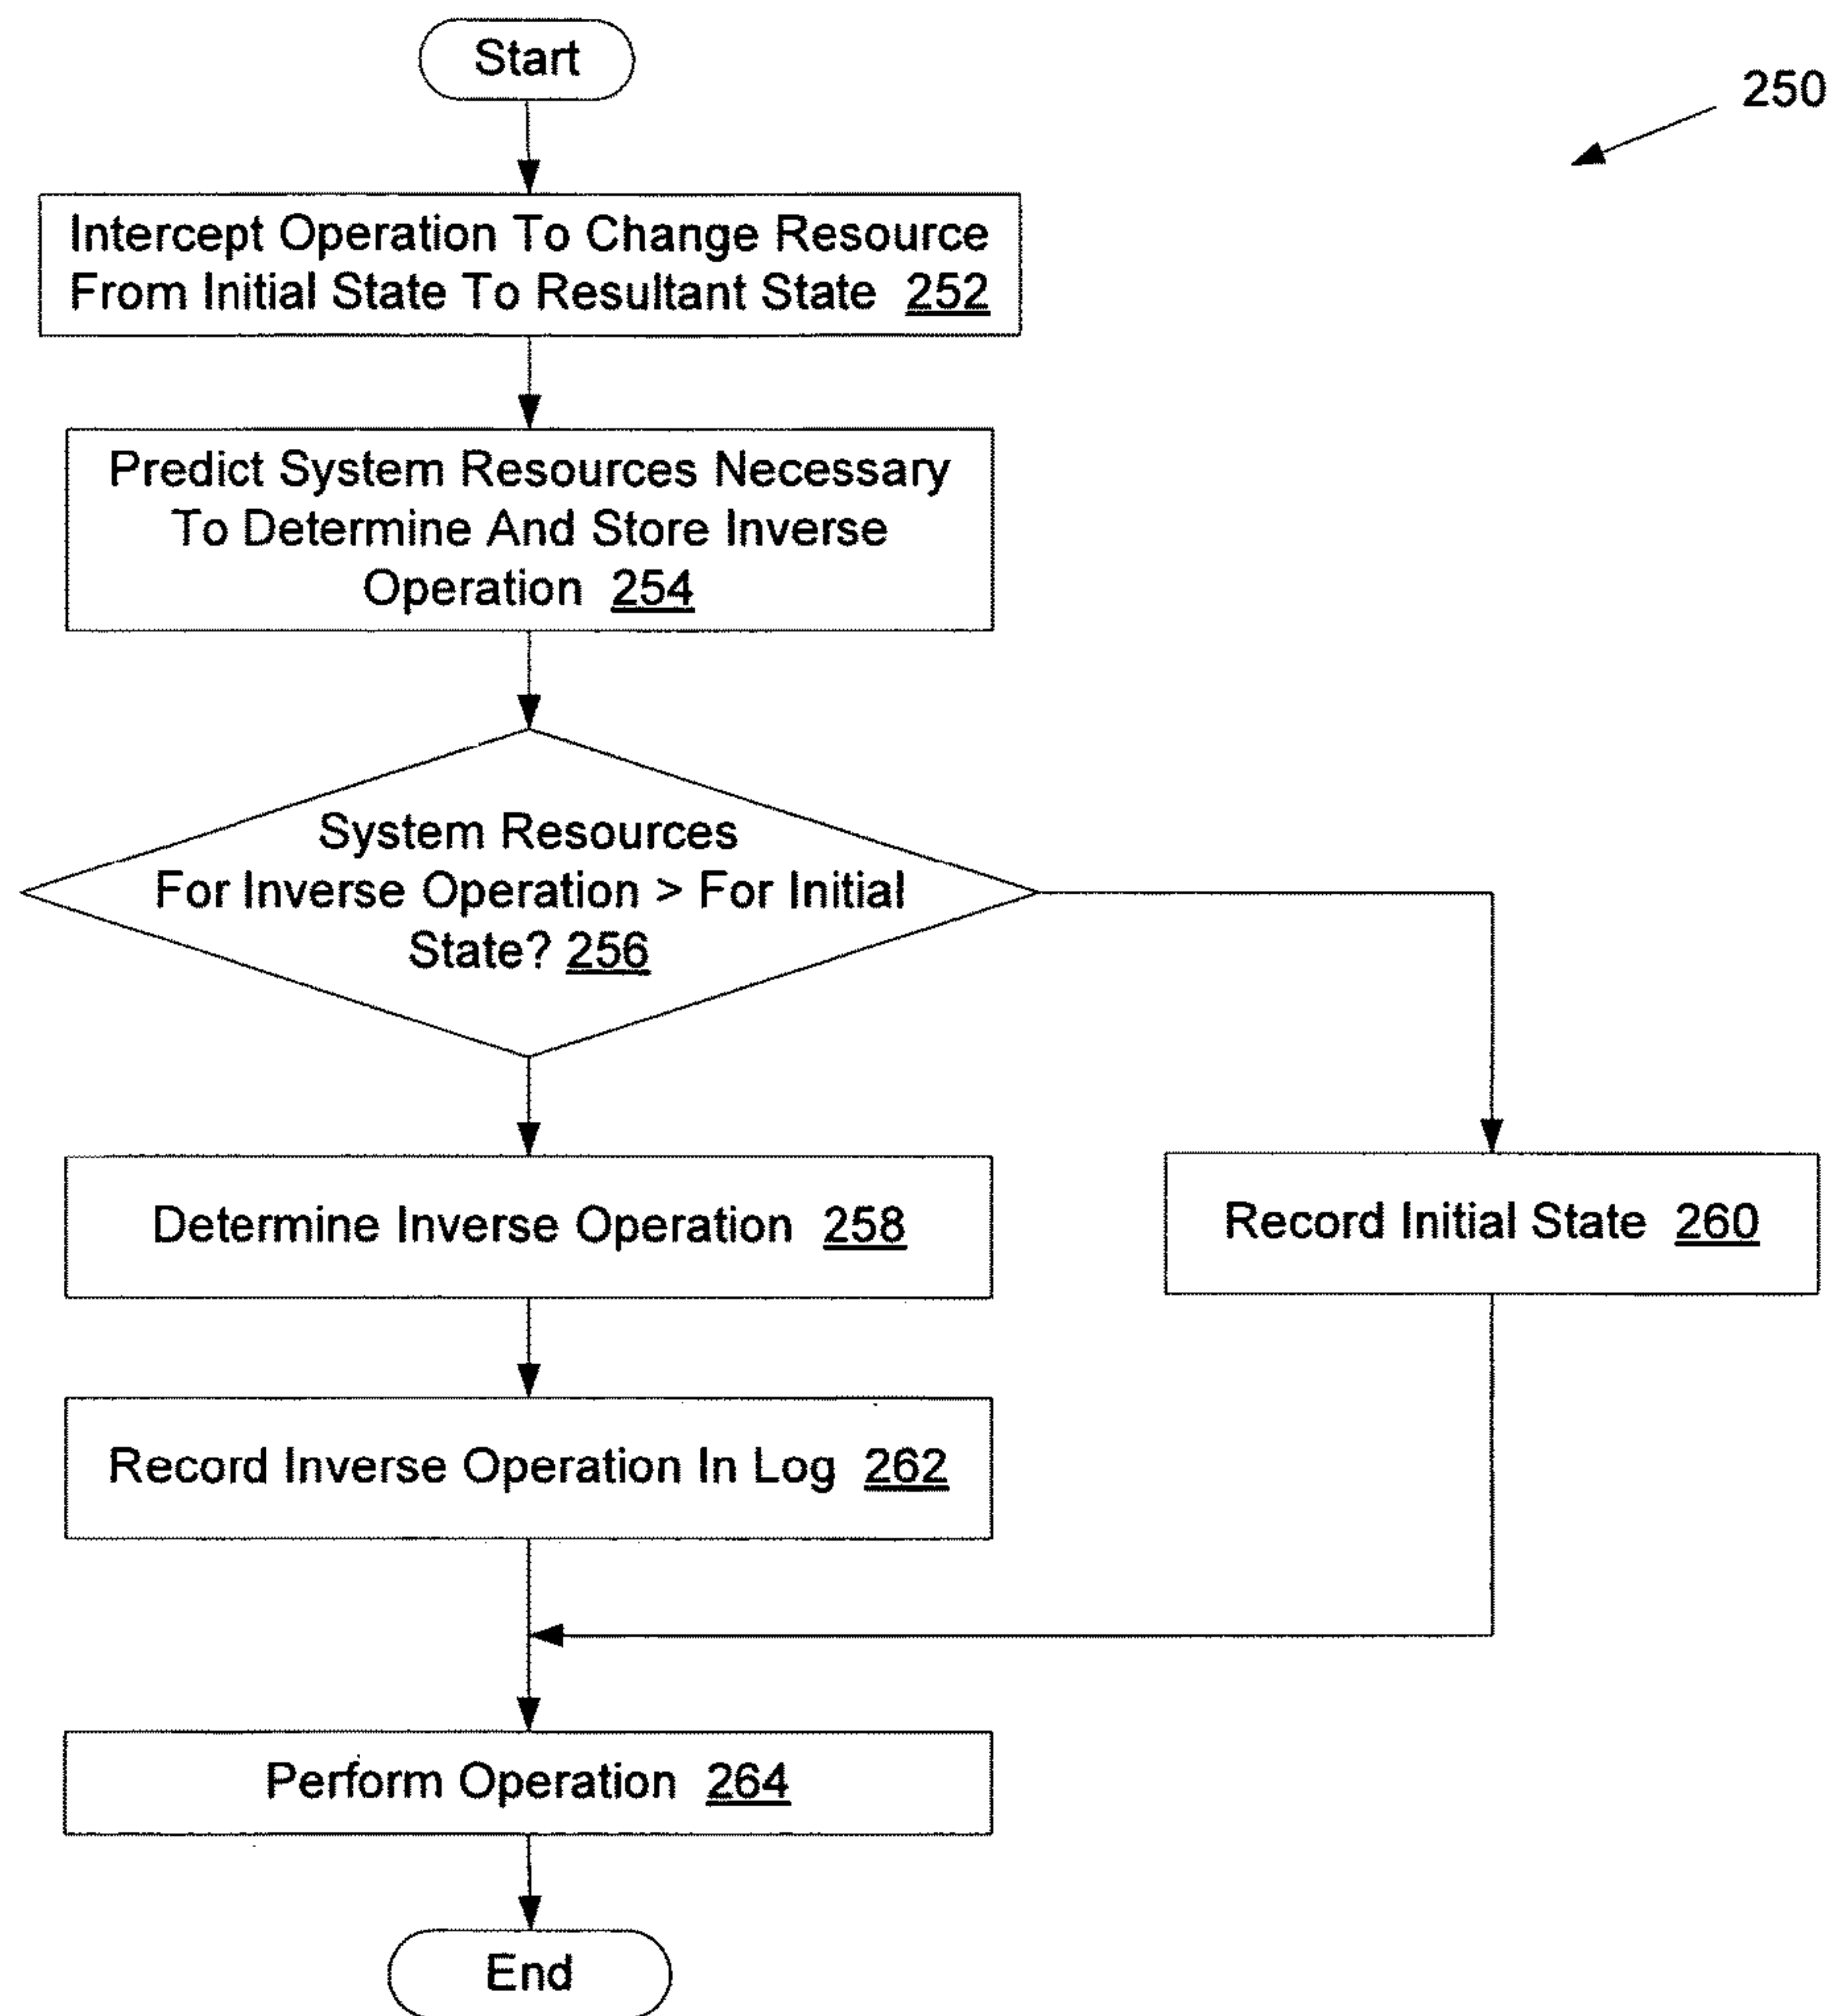 Start
250
Intercept Operation To Change Resource
From Initial State To Resultant State 252
Predict System Resources Necessary
To Determine And Store Inverse
Operation 254
System Resources
For Inverse Operation > For Initial
State? 256
Determine Inverse Operation 258
Record Initial State 260
Record Inverse Operation In Log 262
Perform Operation 264
End